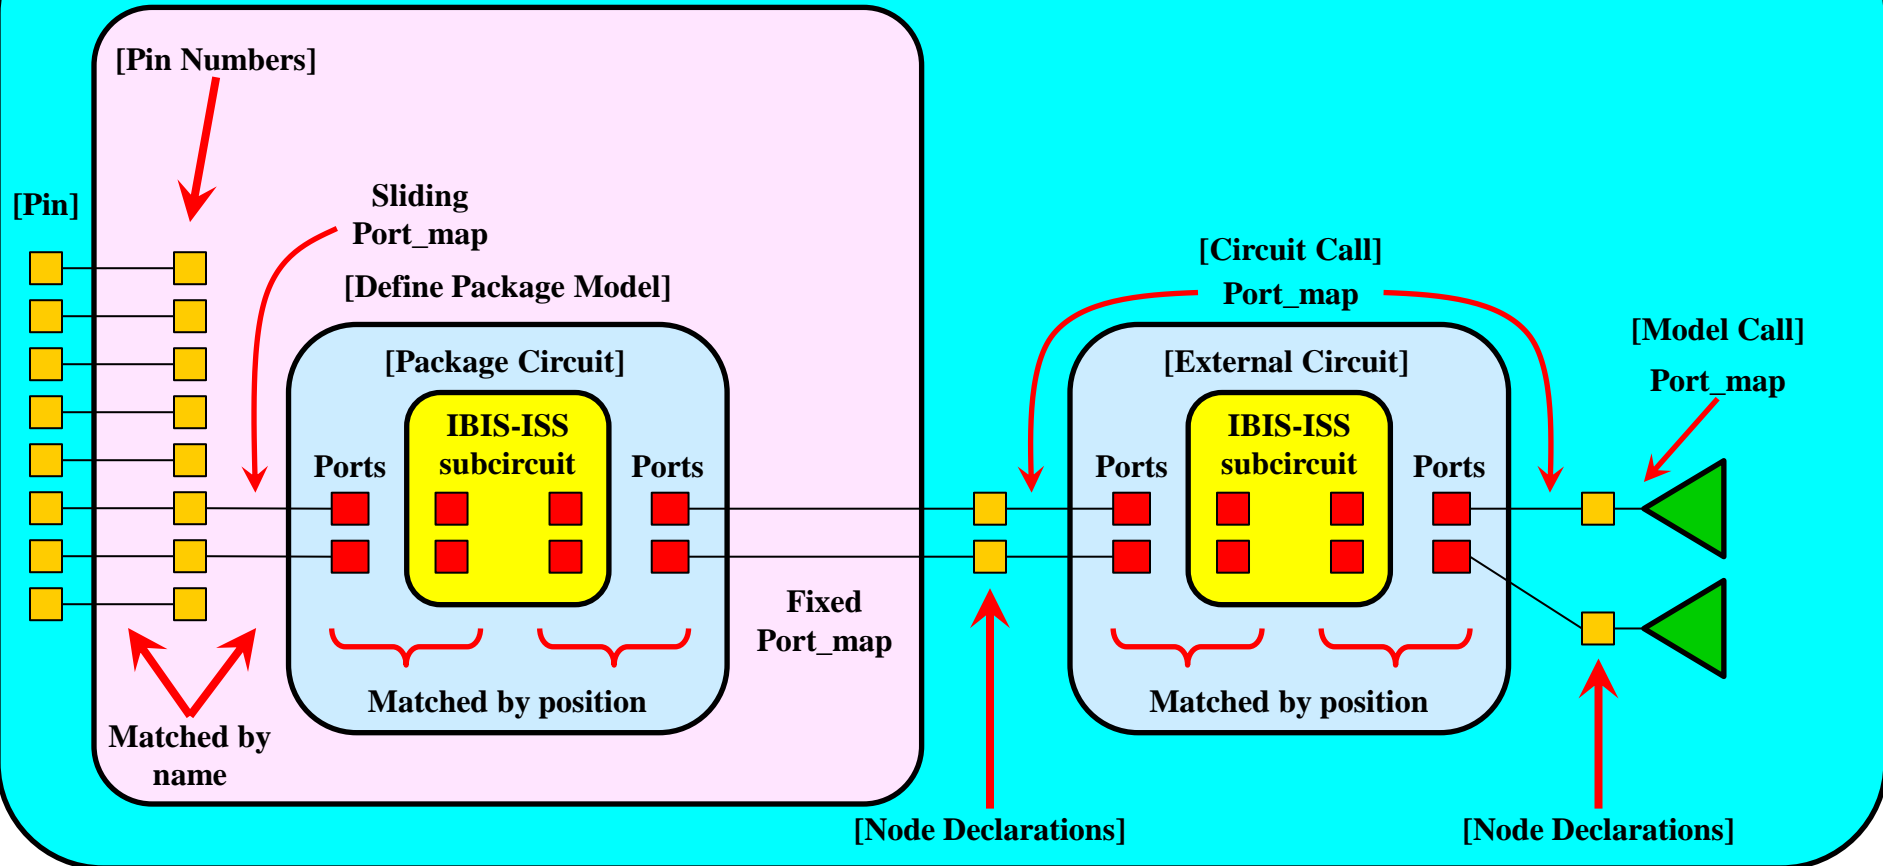 [Pin Numbers]
[Pin]
Sliding
Port_map
[Define Package Model]
[Package Circuit]
IBIS-ISS
subcircuit
Ports
Ports
Matched by position
Matched by
name
Fixed
Port_map
[Circuit Call]
Port_map
[External Circuit]
IBIS-ISS
subcircuit
Ports
Ports
Matched by position
[Model Call]
Port_map
[Node Declarations]
[Node Declarations]